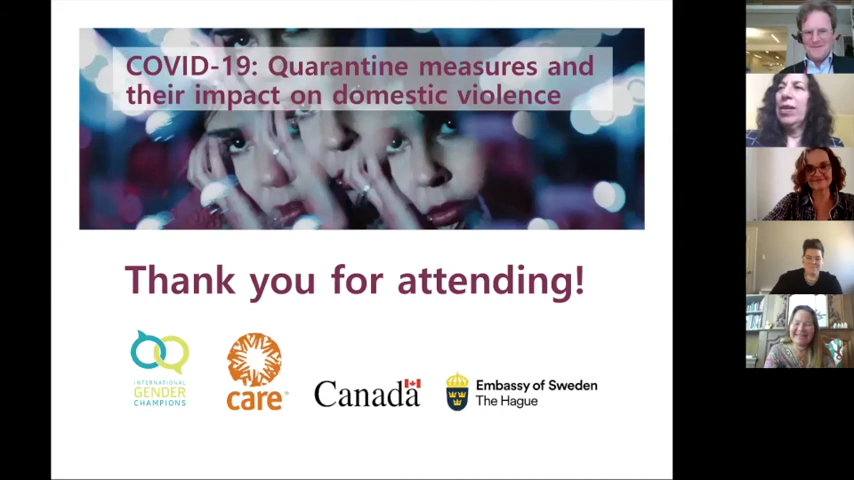 COVID-19: Quarantine measures and
their impact on domestic violence
Thank you for attending!
INTERNATIONAL
GENDER
CHAMPIONS
care®
Canada
Embassy of Sweden
The Hague